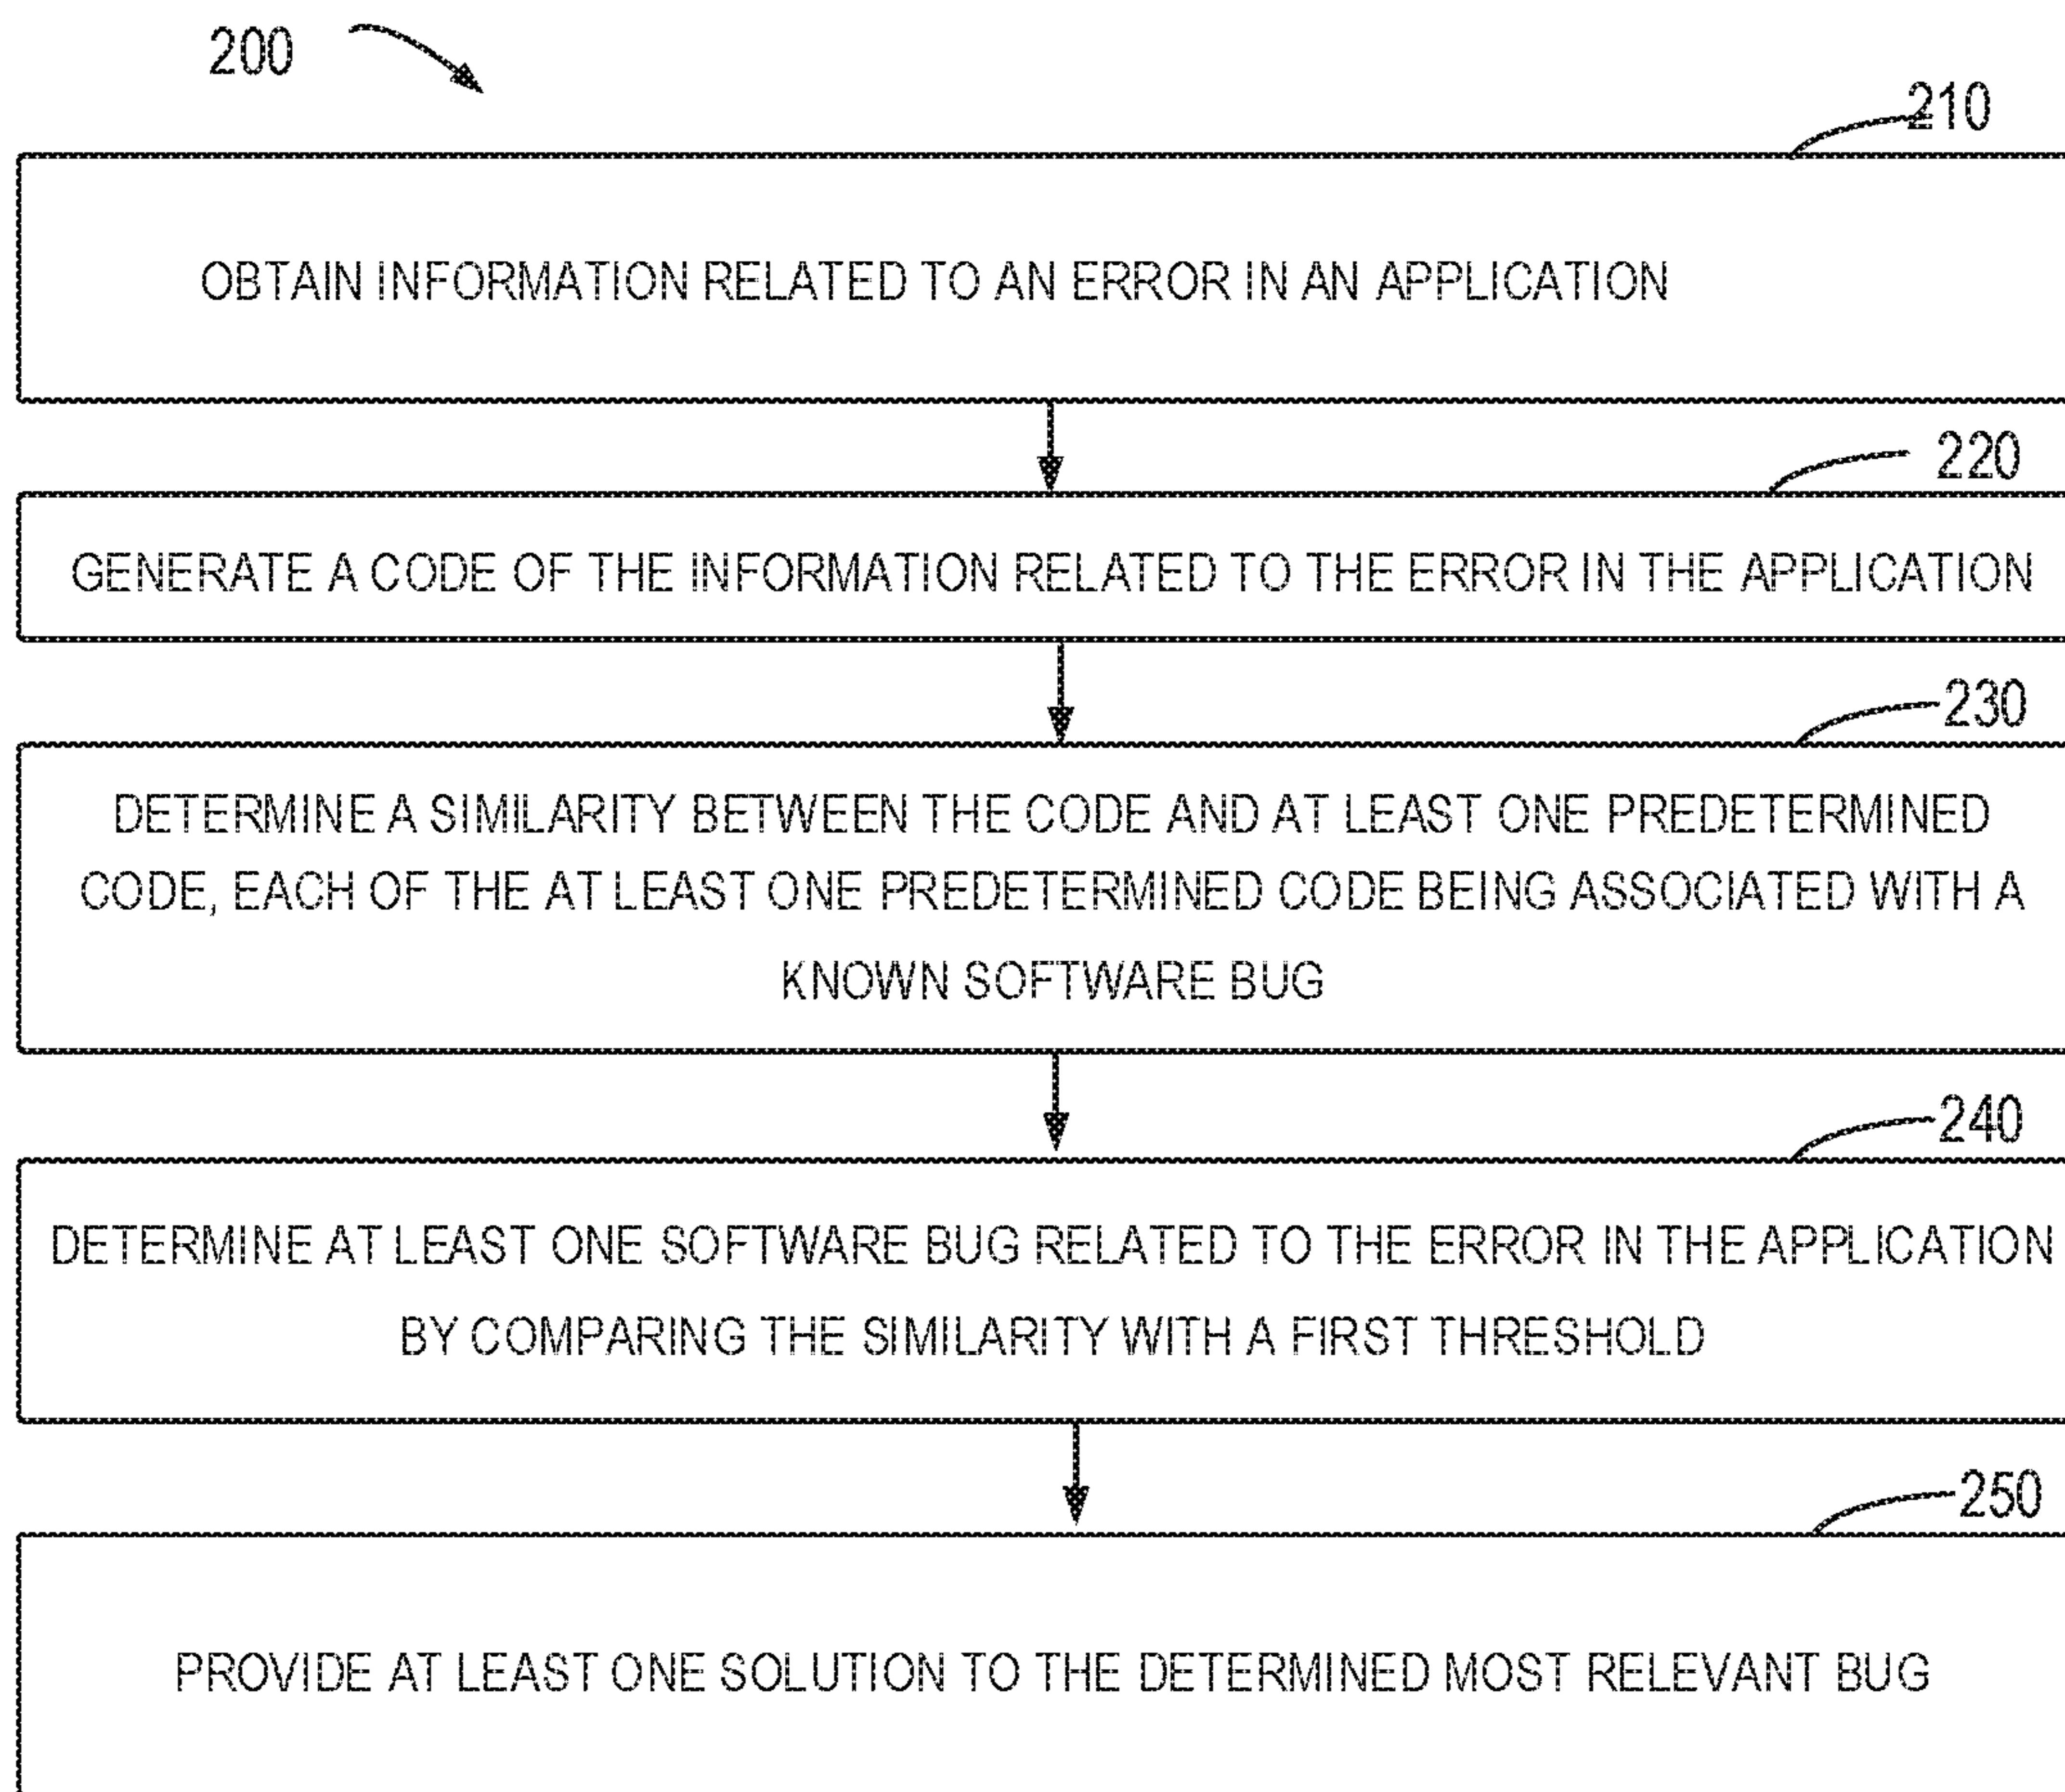 200
210
OBTAIN INFORMATION RELATED TO AN ERROR IN AN APPLICATION
220
GENERATE A CODE OF THE INFORMATION RELATED TO THE ERROR IN THE APPLICATION
230
DETERMINE A SIMILARITY BETWEEN THE CODE AND AT LEAST ONE PREDETERMINED
CODE, EACH OF THE AT LEAST ONE PREDETERMINED CODE BEING ASSOCIATED WITH A
KNOWN SOFTWARE BUG
240
DETERMINE AT LEAST ONE SOFTWARE BUG RELATED TO THE ERROR IN THE APPLICATION
BY COMPARING THE SIMILARITY WITH A FIRST THRESHOLD
250
PROVIDE AT LEAST ONE SOLUTION TO THE DETERMINED MOST RELEVANT BUG